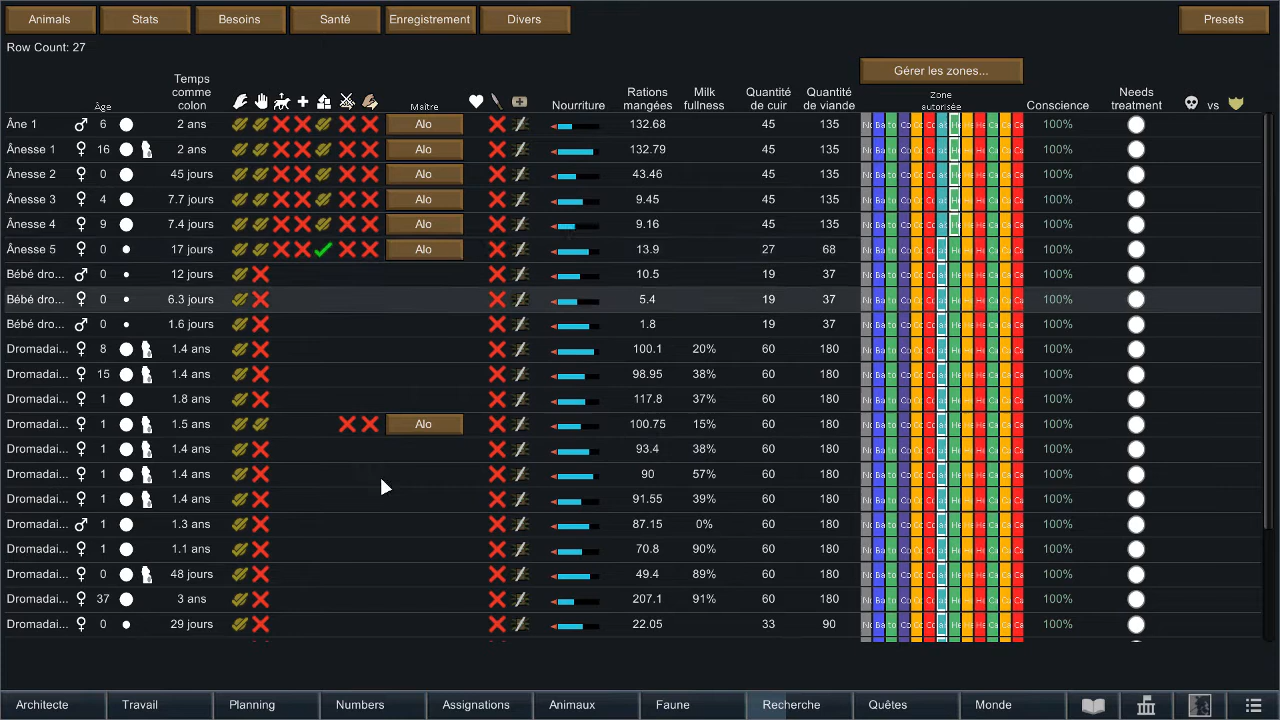 Animals Stats Besoins Santé Enregistrement Divers Presets
Row Count: 27
Gérer les zones...
Âge Temps comme colon Maître Nourriture Rations mangées Milk fullness Quantité de cuir Quantité de viande Zone autorisée Conscience Needs treatment vs
Âne 1 6 2 ans Alo 132.68 45 135 100%
Ânesse 1 16 2 ans Alo 132.79 45 135 100%
Ânesse 2 0 45 jours Alo 43.46 45 135 100%
Ânesse 3 4 7.7 jours Alo 9.45 45 135 100%
Ânesse 4 9 7.4 jours Alo 9.16 45 135 100%
Ânesse 5 0 17 jours Alo 13.9 27 68 100%
Bébé dro... 0 12 jours 10.5 19 37 100%
Bébé dro... 0 6.3 jours 5.4 19 37 100%
Bébé dro... 0 1.6 jours 1.8 19 37 100%
Dromadai... 8 1.4 ans 100.1 20% 60 180 100%
Dromadai... 15 1.4 ans 98.95 38% 60 180 100%
Dromadai... 1 1.8 ans 117.8 37% 60 180 100%
Dromadai... 1 1.5 ans Alo 100.75 15% 60 180 100%
Dromadai... 1 1.4 ans 93.4 38% 60 180 100%
Dromadai... 1 1.4 ans 90 57% 60 180 100%
Dromadai... 1 1.4 ans 91.55 39% 60 180 100%
Dromadai... 1 1.3 ans 87.15 0% 60 180 100%
Dromadai... 1 1.1 ans 70.8 90% 60 180 100%
Dromadai... 0 48 jours 49.4 89% 60 180 100%
Dromadai... 37 3 ans 207.1 91% 60 180 100%
Dromadai... 0 29 jours 22.05 33 90 100%
Architecte Travail Planning Numbers Assignations Animaux Faune Recherche Quêtes Monde